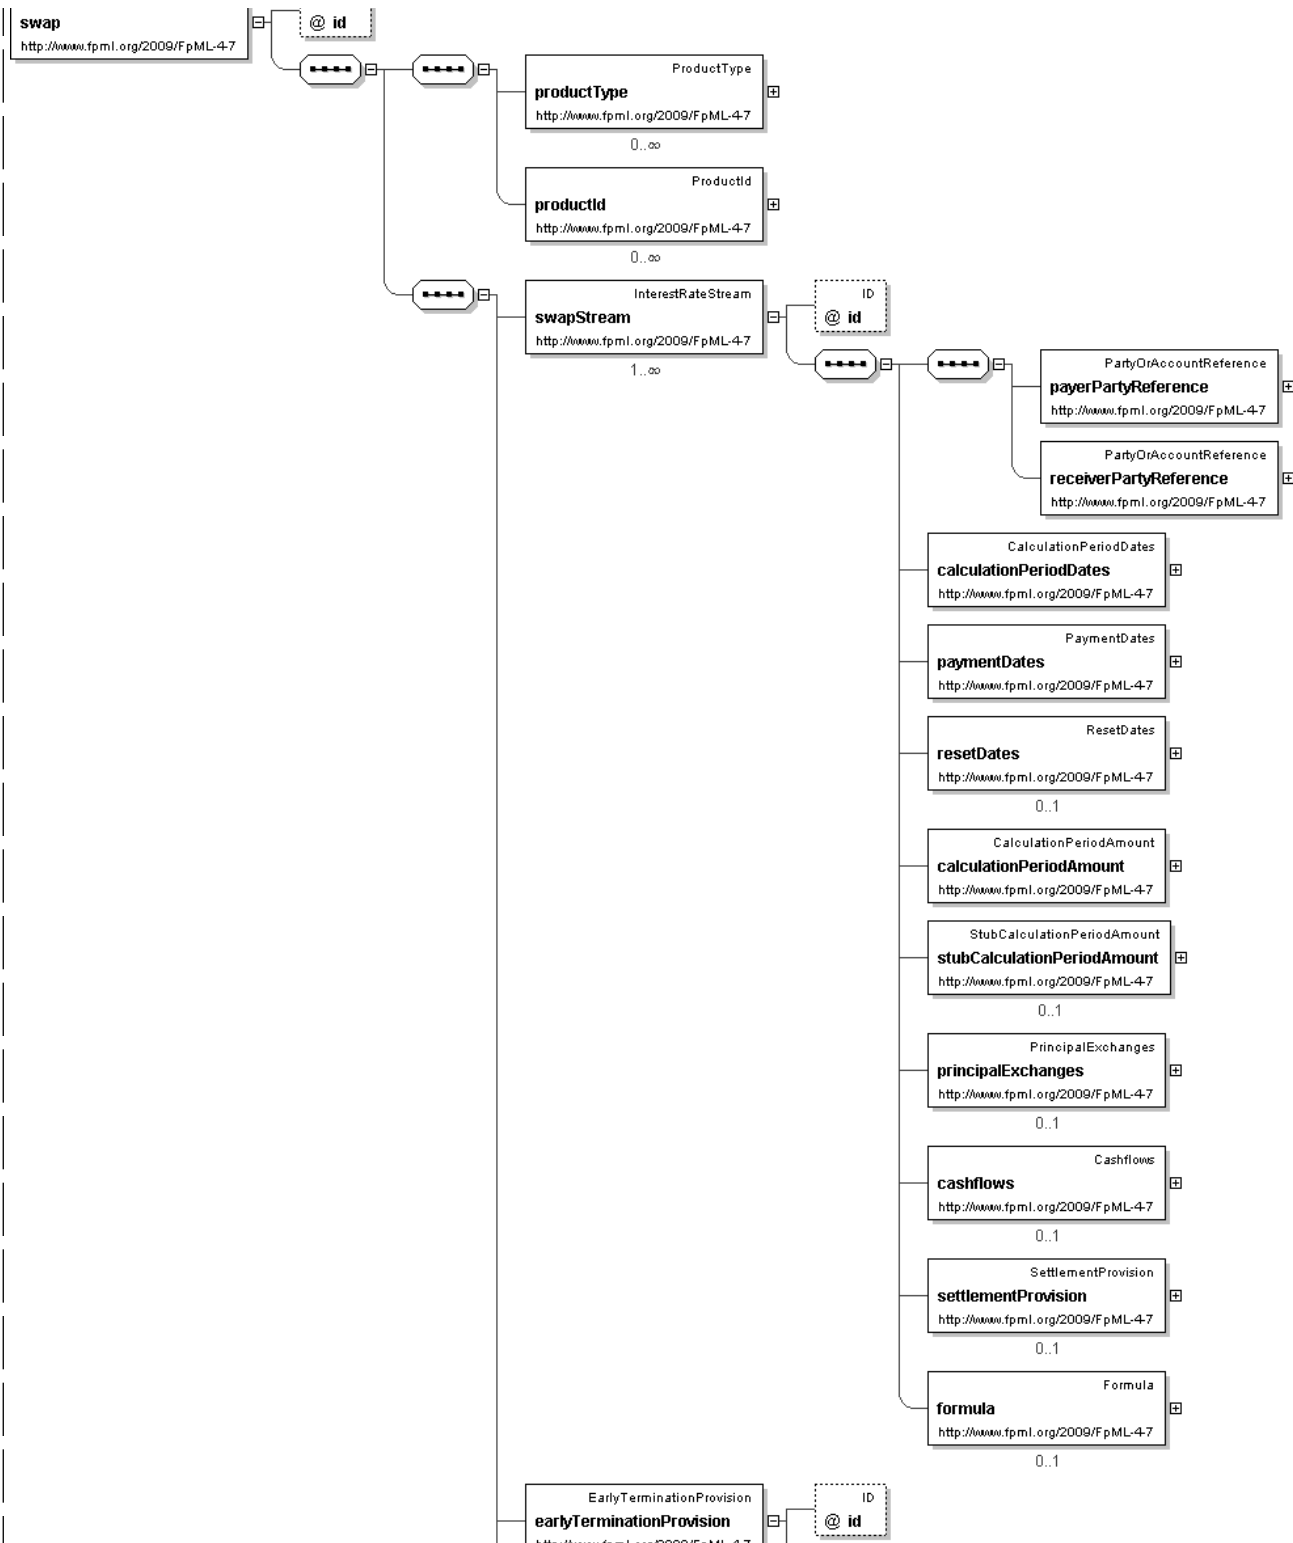 swap
http://www.fpml.org/2009/FpML-4-7
@ id
ProductType
productType
http://www.fpml.org/2009/FpML-4-7
0..∞
ProductId
productId
http://www.fpml.org/2009/FpML-4-7
0..∞
InterestRateStream
swapStream
http://www.fpml.org/2009/FpML-4-7
1..∞
ID
@ id
PartyOrAccountReference
payerPartyReference
http://www.fpml.org/2009/FpML-4-7
PartyOrAccountReference
receiverPartyReference
http://www.fpml.org/2009/FpML-4-7
CalculationPeriodDates
calculationPeriodDates
http://www.fpml.org/2009/FpML-4-7
PaymentDates
paymentDates
http://www.fpml.org/2009/FpML-4-7
ResetDates
resetDates
http://www.fpml.org/2009/FpML-4-7
0..1
CalculationPeriodAmount
calculationPeriodAmount
http://www.fpml.org/2009/FpML-4-7
StubCalculationPeriodAmount
stubCalculationPeriodAmount
http://www.fpml.org/2009/FpML-4-7
0..1
PrincipalExchanges
principalExchanges
http://www.fpml.org/2009/FpML-4-7
0..1
Cashflows
cashflows
http://www.fpml.org/2009/FpML-4-7
0..1
SettlementProvision
settlementProvision
http://www.fpml.org/2009/FpML-4-7
0..1
Formula
formula
http://www.fpml.org/2009/FpML-4-7
0..1
EarlyTerminationProvision
earlyTerminationProvision
ID
@ id